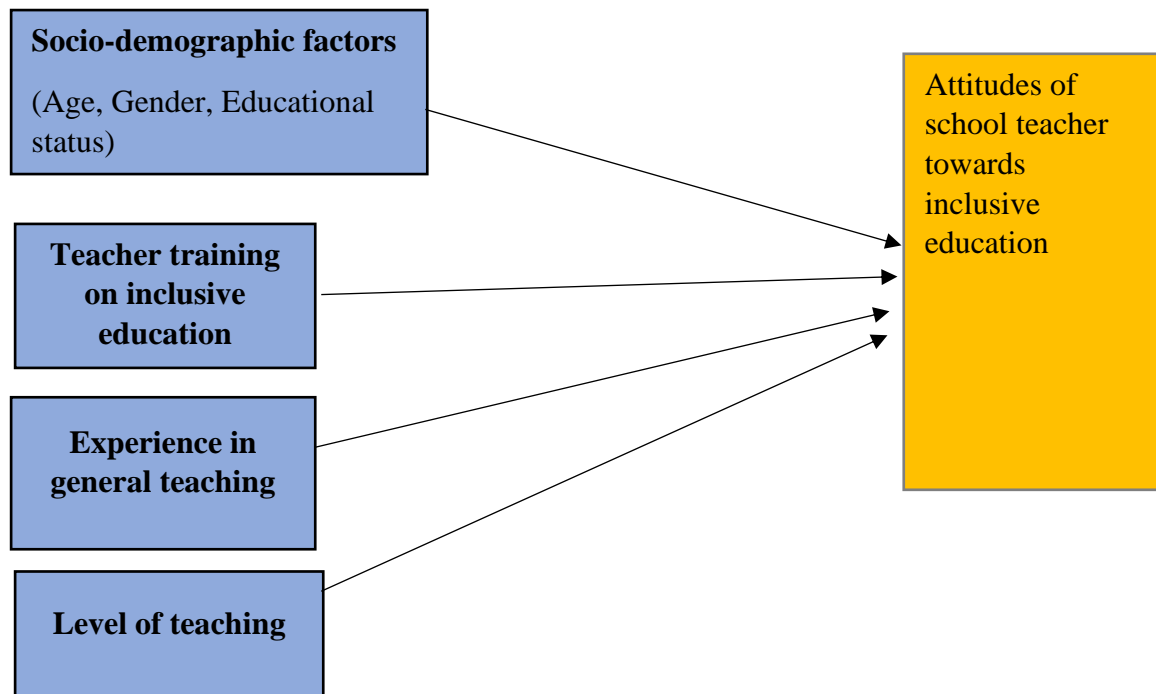 Socio-demographic factors
(Age, Gender, Educational
status)
Teacher training
on inclusive
education
Experience in
general teaching
Level of teaching
Attitudes of
school teacher
towards
inclusive
education